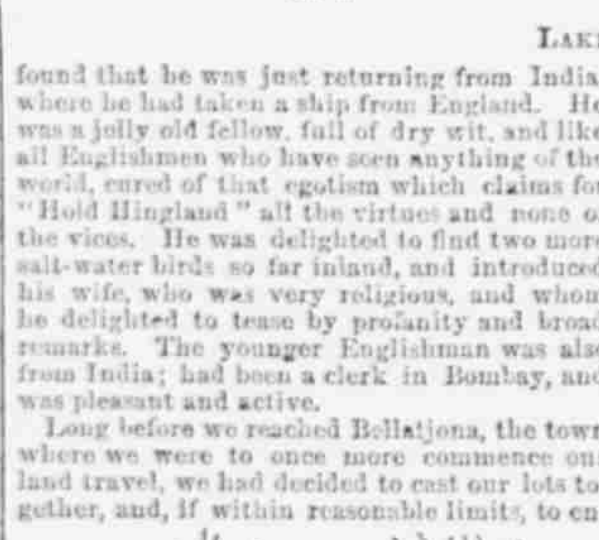 LAKE
found that he was just returning from India
where he had taken a ship from England. He
was a jolly old fellow, full of dry wit, and like
all Englishmen who have seen anything of the
world, cured of that egotism which claims for
"Hold Hingland" all the virtues and none of
the vices. He was delighted to find two more
salt-water birds so far inland, and introduced
his wife, who was very religious, and whom
he delighted to tease by profanity and broad
remarks. The younger Englishman was also
from India; had been a clerk in Bombay, and
was pleasant and active.
Long before we reached Bellatjona, the town
where we were to once more commence our
land travel, we had decided to cast our lots to-
gether, and, if within reasonable limits, to en